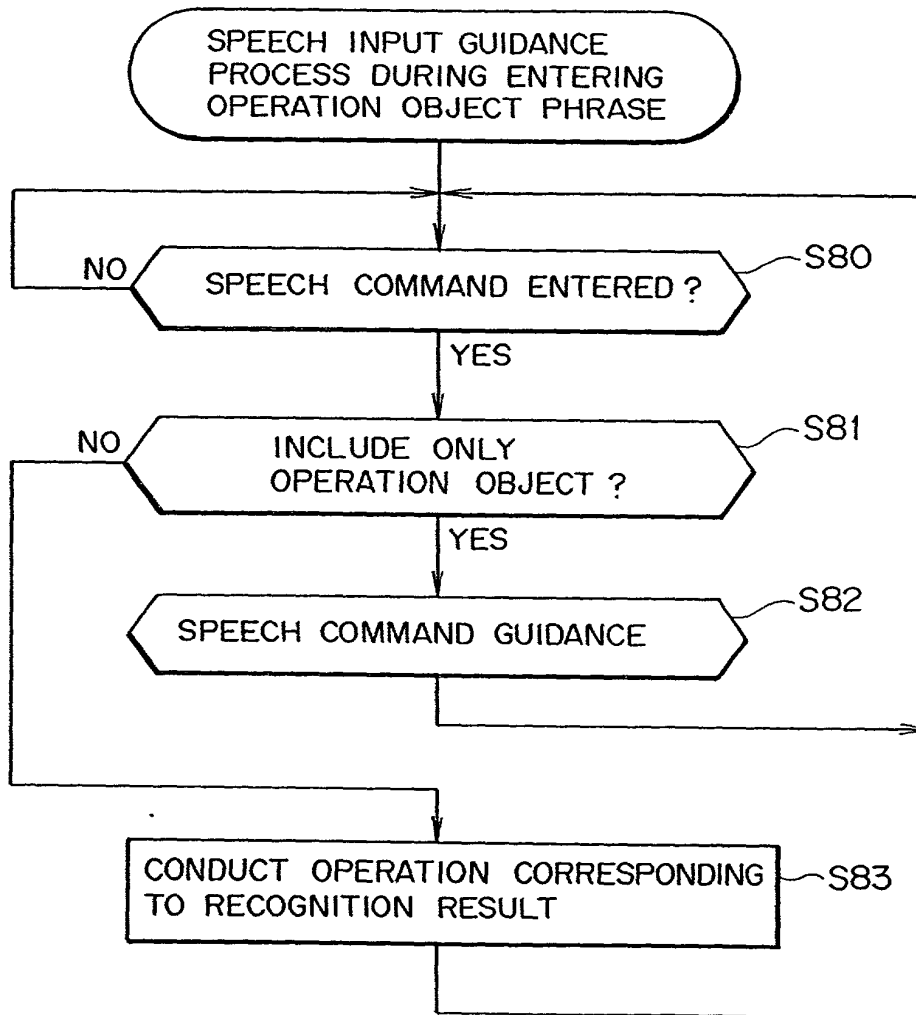 SPEECH INPUT GUIDANCE
PROCESS DURING ENTERING
OPERATION OBJECT PHRASE
SPEECH COMMAND ENTERED ?
S80
NO
YES
INCLUDE ONLY
OPERATION OBJECT ?
S81
NO
YES
SPEECH COMMAND GUIDANCE
S82
CONDUCT OPERATION CORRESPONDING
TO RECOGNITION RESULT
S83